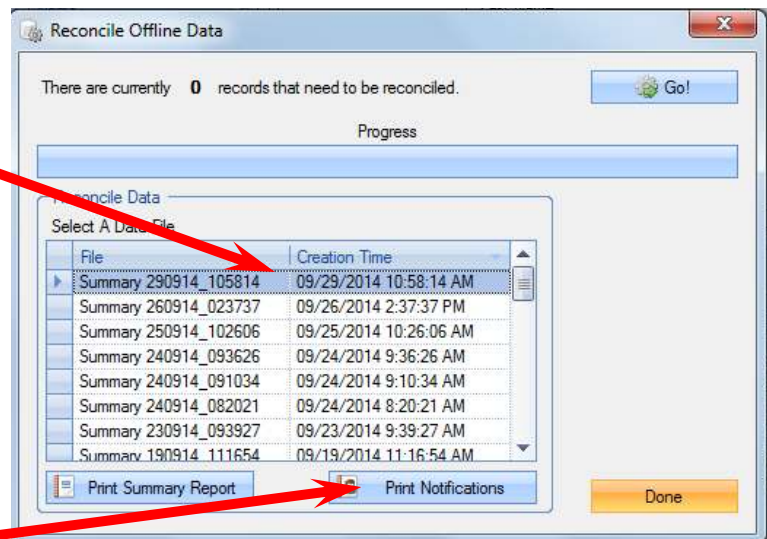 Reconcile Offline Data
There are currently 0 records that need to be reconciled.
Go!
Progress
Reconcile Data
Select A Data File
File Creation Time
Summary 290914_105814 09/29/2014 10:58:14 AM
Summary 260914_023737 09/26/2014 2:37:37 PM
Summary 250914_102606 09/25/2014 10:26:06 AM
Summary 240914_093626 09/24/2014 9:36:26 AM
Summary 240914_091034 09/24/2014 9:10:34 AM
Summary 240914_082021 09/24/2014 8:20:21 AM
Summary 230914_093927 09/23/2014 9:39:27 AM
Summary 190914_111654 09/19/2014 11:16:54 AM
Print Summary Report Print Notifications
Done